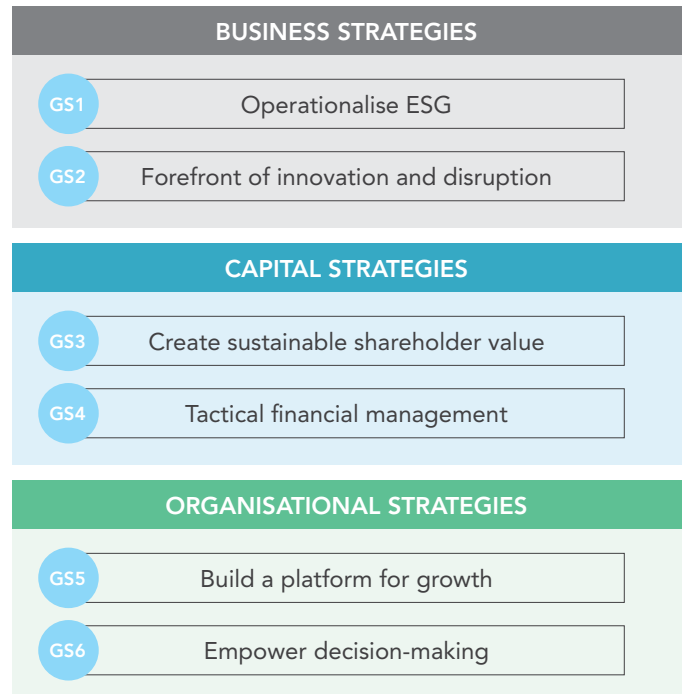 BUSINESS STRATEGIES
GS1 Operationalise ESG
GS2 Forefront of innovation and disruption
CAPITAL STRATEGIES
GS3 Create sustainable shareholder value
GS4 Tactical financial management
ORGANISATIONAL STRATEGIES
GS5 Build a platform for growth
GS6 Empower decision-making